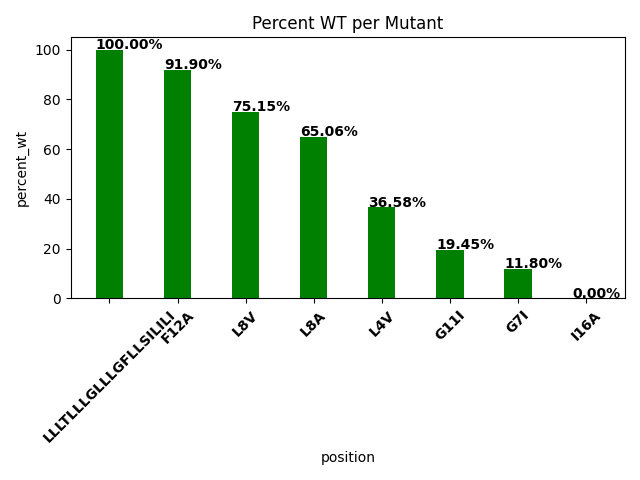 Percent WT per Mutant
percent_wt
100
80
60
40
20
0
100.00%
91.90%
75.15%
65.06%
36.58%
19.45%
11.80%
0.00%
LLLTLLLGLLLGFLLSILILI
F12A
L8V
L8A
L4V
G11I
G7I
I16A
position